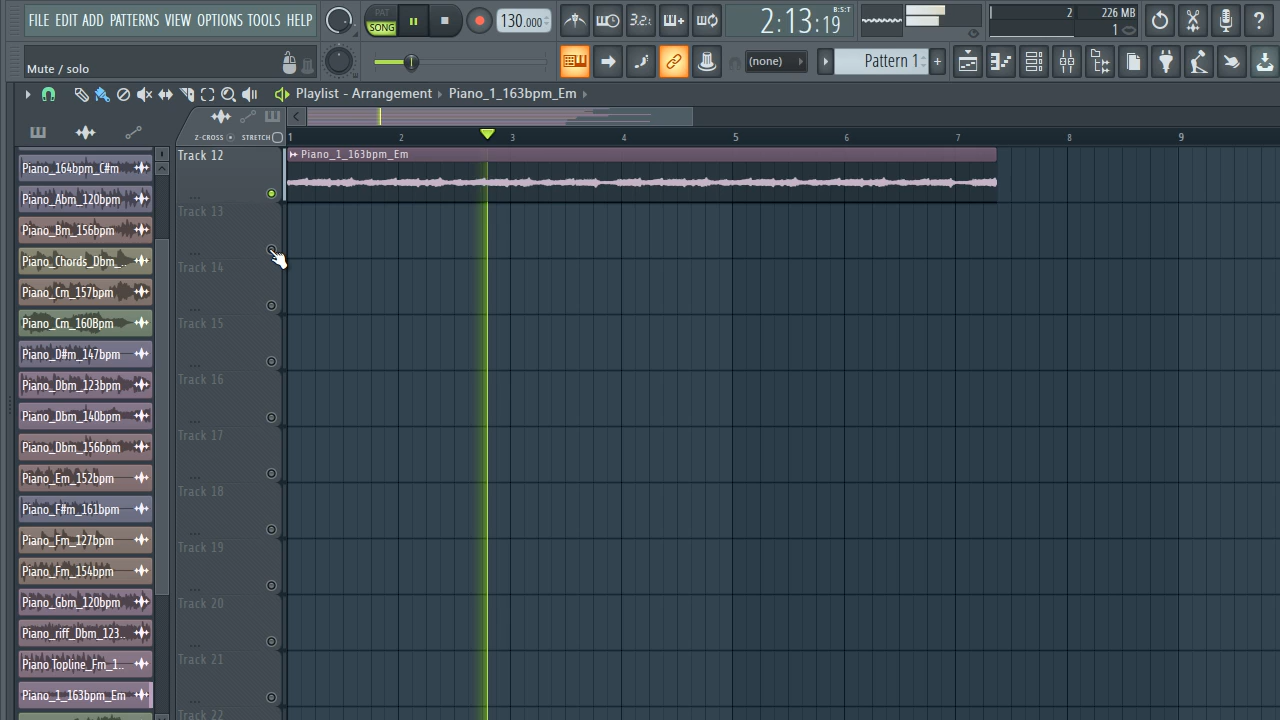 FILE EDIT ADD PATTERNS VIEW OPTIONS TOOLS HELP
PAT
SONG
130.000
3.2.
2:13:19
B:S:T
2
226 MB
1
Mute / solo
(none)
Pattern 1
Playlist - Arrangement
Piano_1_163bpm_Em
Z-CROSS
STRETCH
1
2
3
4
5
6
7
8
9
Piano_164bpm_C#m
Piano_Abm_120bpm
Piano_Bm_156bpm
Piano_Chords_Dbm_..
Piano_Cm_157bpm
Piano_Cm_160Bpm
Piano_D#m_147bpm
Piano_Dbm_123bpm
Piano_Dbm_140bpm
Piano_Dbm_156bpm
Piano_Em_152bpm
Piano_F#m_161bpm
Piano_Fm_127bpm
Piano_Fm_154bpm
Piano_Gbm_120bpm
Piano_riff_Dbm_123..
Piano Topline_Fm_1..
Piano_1_163bpm_Em
Track 12
Piano_1_163bpm_Em
Track 13
Track 14
Track 15
Track 16
Track 17
Track 18
Track 19
Track 20
Track 21
Track 22